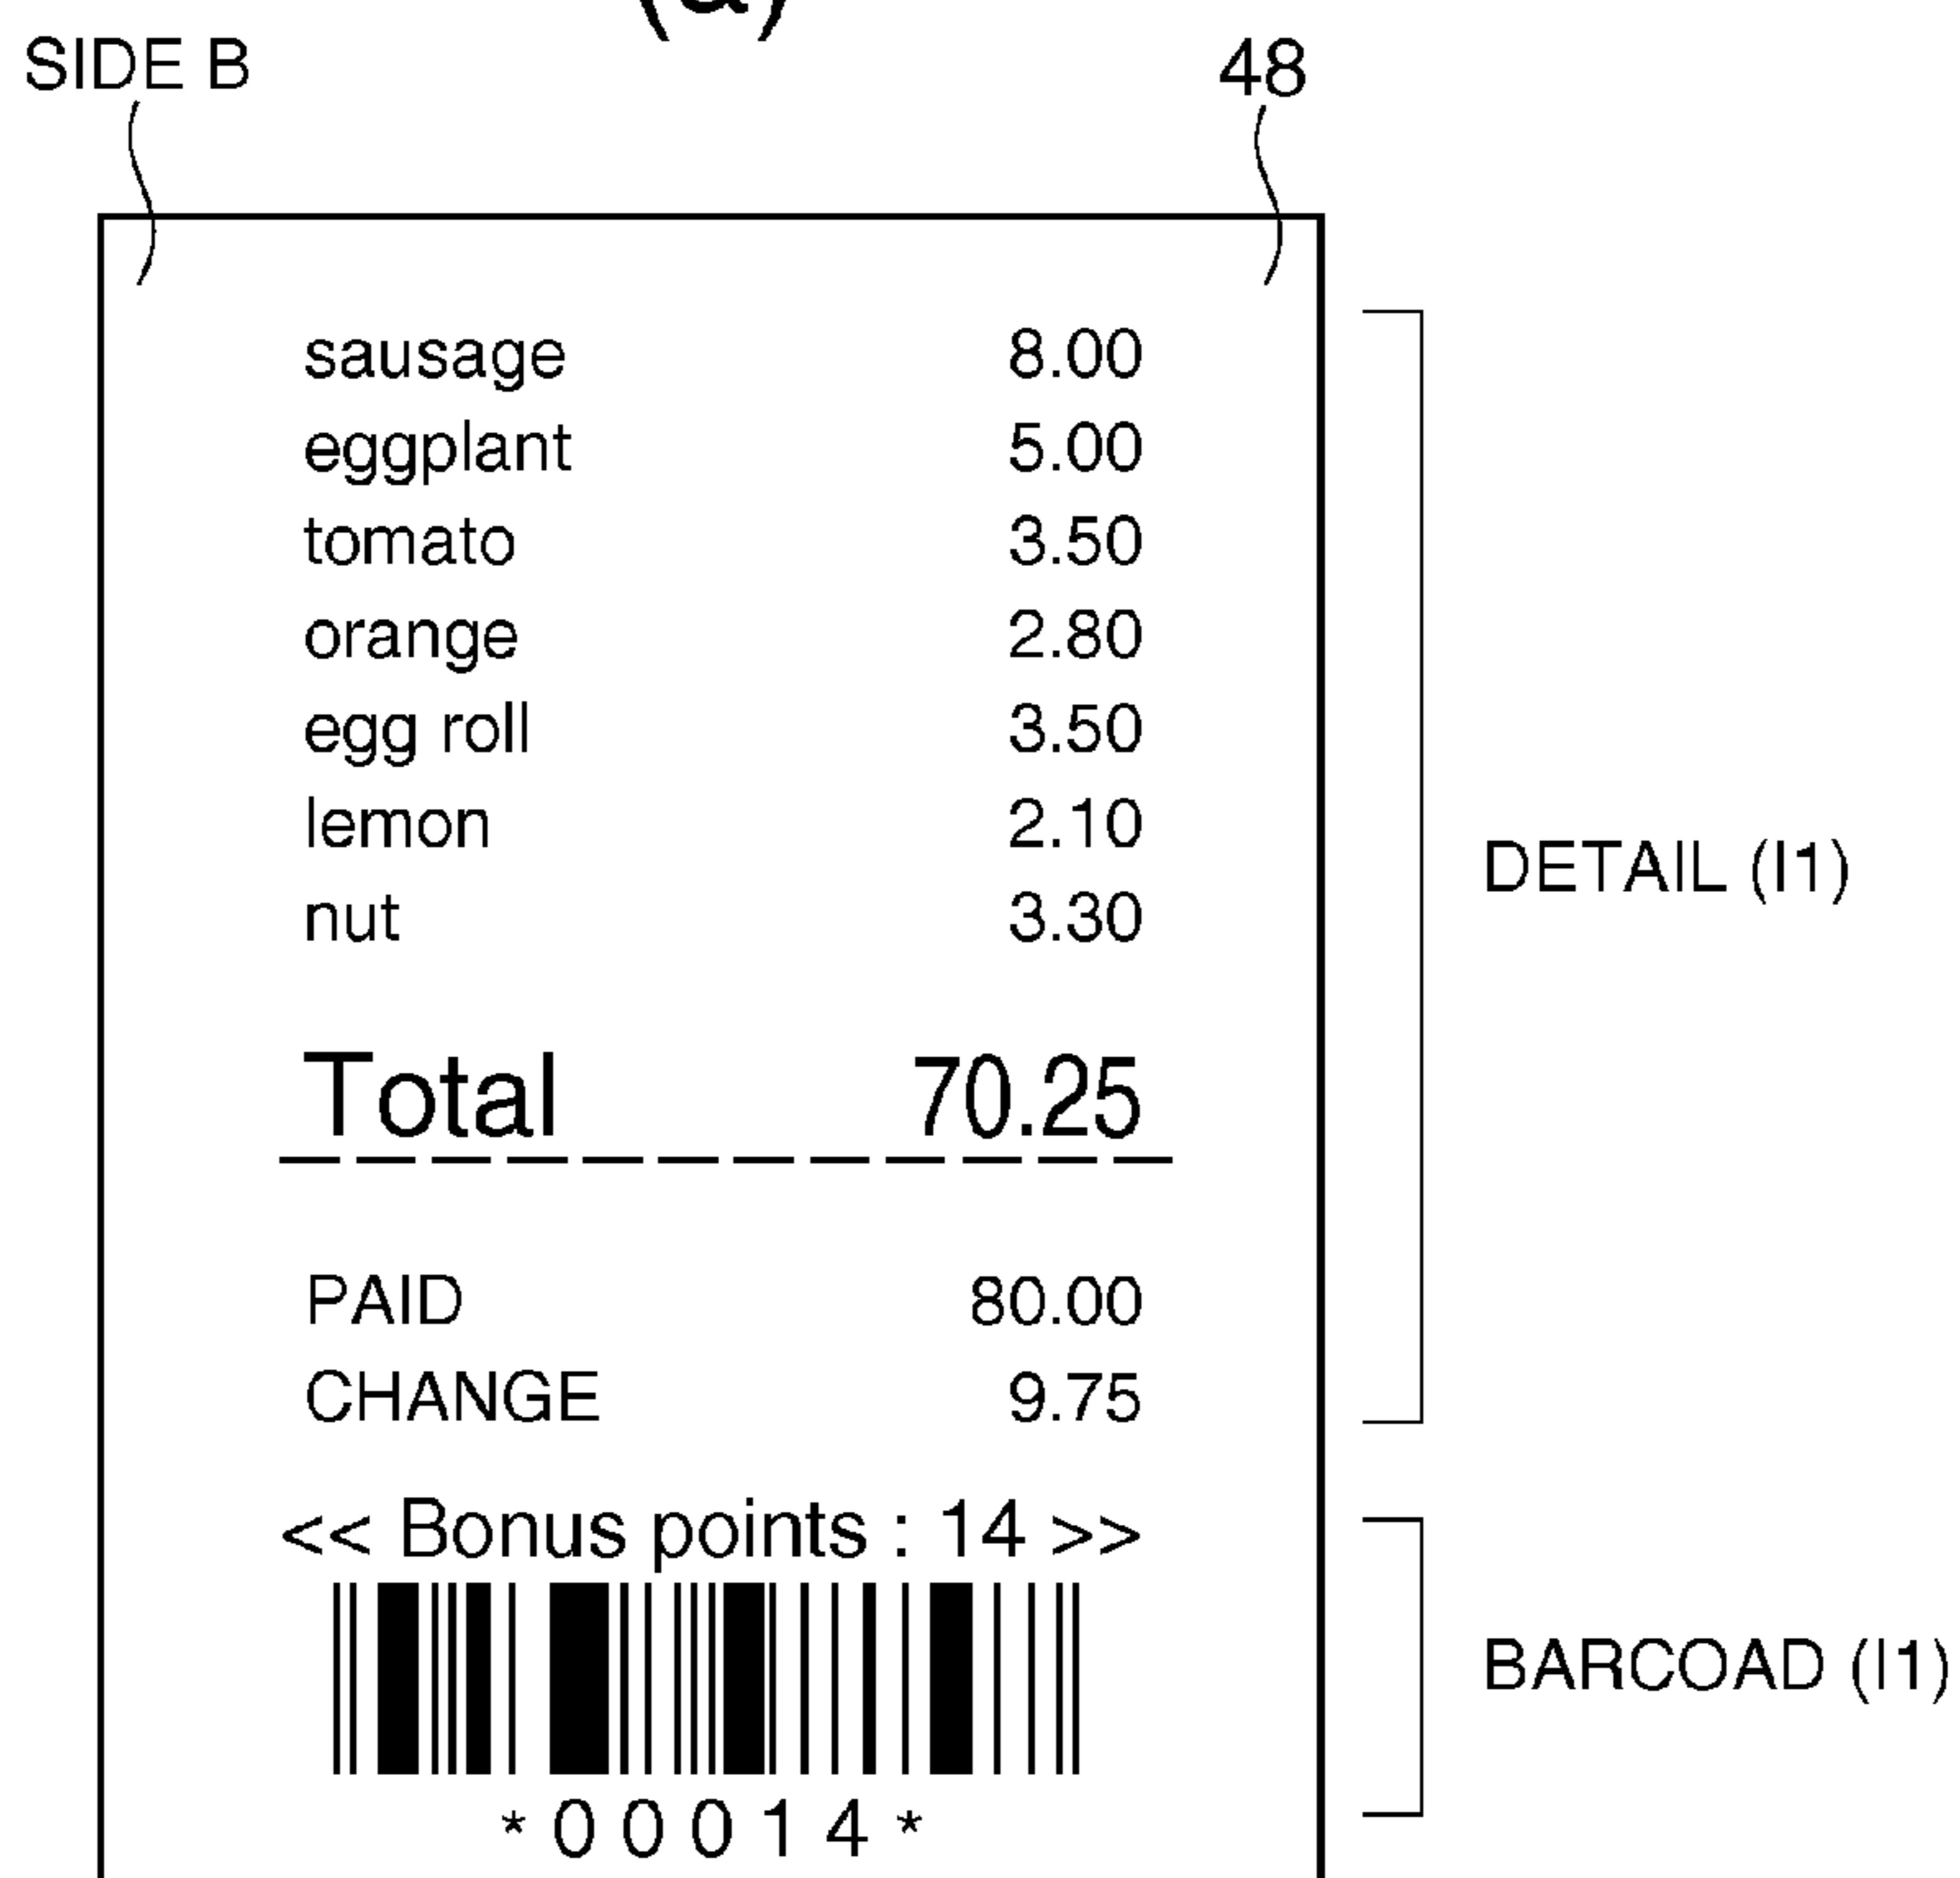 (a)
SIDE B 48
sausage 8.00
eggplant 5.00
tomato 3.50
orange 2.80
egg roll 3.50
lemon 2.10
nut 3.30
DETAIL (I1)
Total 70.25
PAID 80.00
CHANGE 9.75
<< Bonus points : 14 >>
BARCOAD (I1)
*00014*